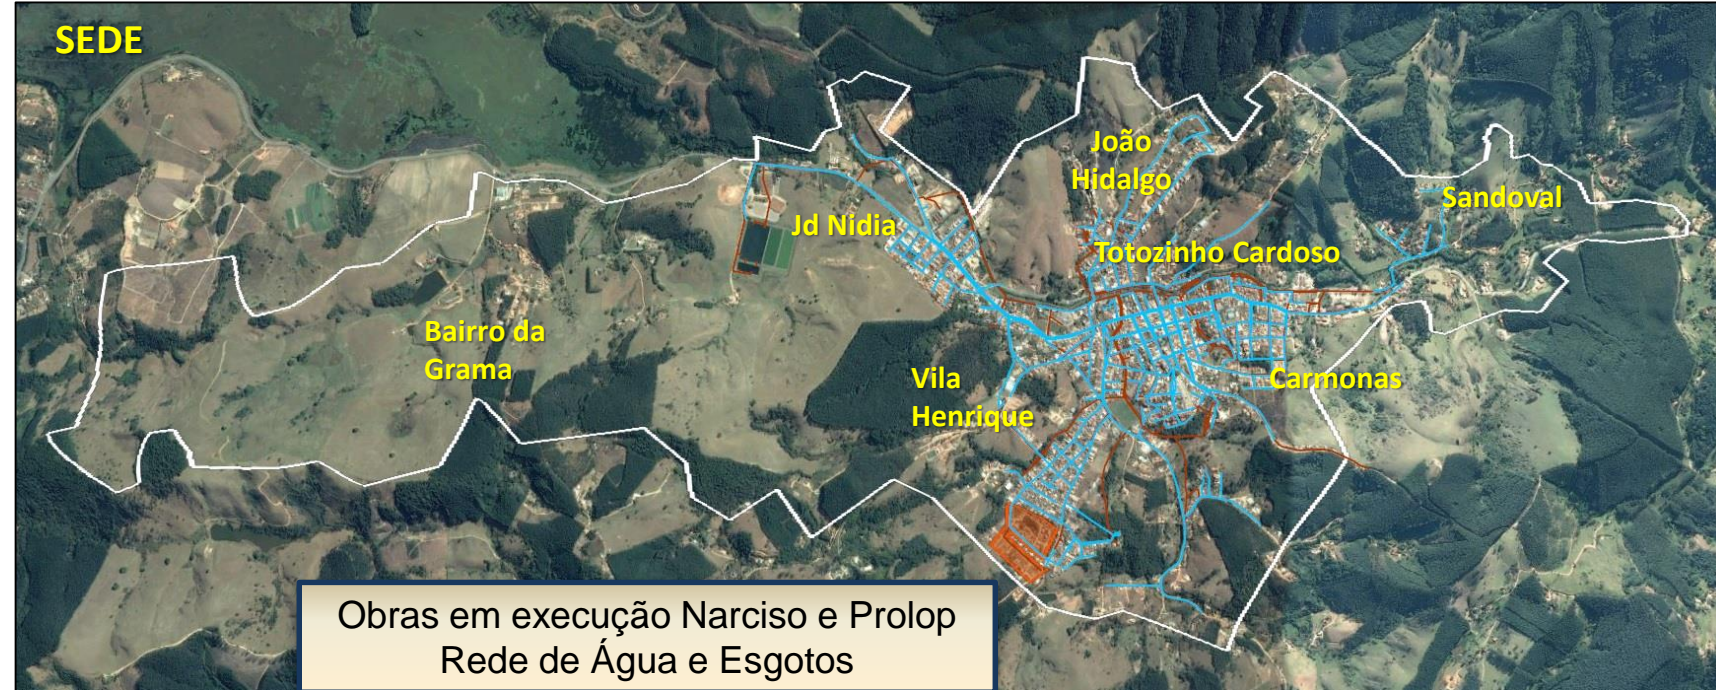 SEDE
João
Hidalgo
Sandoval
Jd Nidia
Totozinho Cardoso
Bairro da
Grama
Vila
Henrique
Carmonas
Obras em execução Narciso e Prolop
Rede de Água e Esgotos